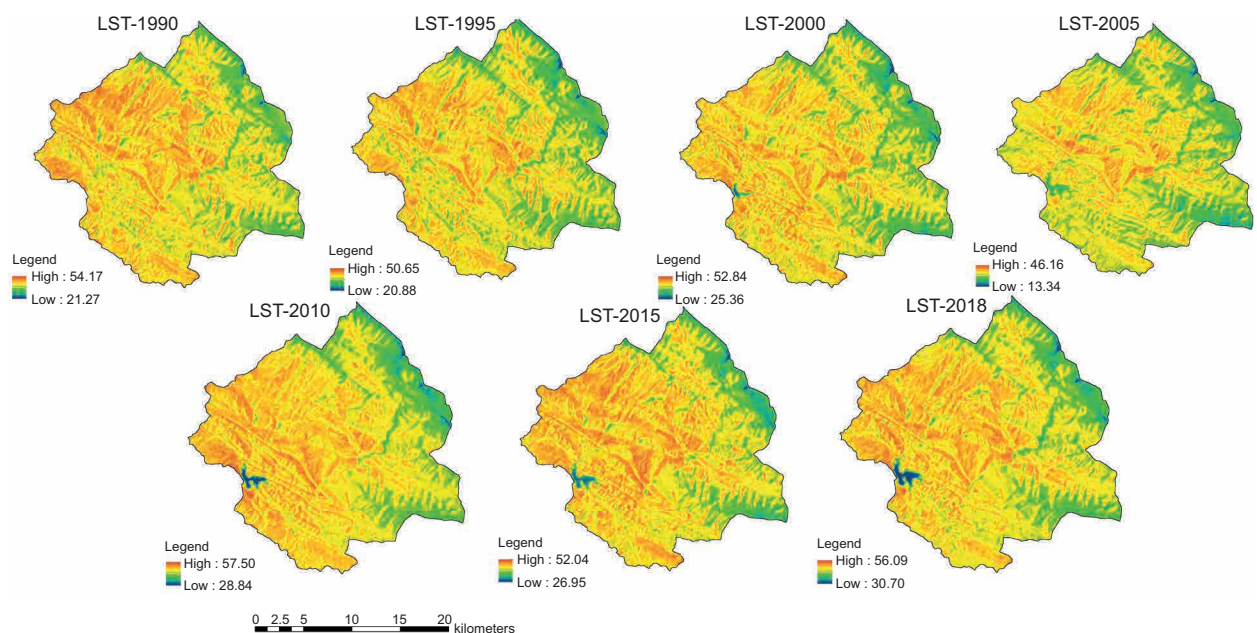 LST-1990
LST-1995
LST-2000
LST-2005
Legend
High : 54.17
Low : 21.27
Legend
High : 50.65
Low : 20.88
Legend
High : 52.84
Low : 25.36
Legend
High : 46.16
Low : 13.34
LST-2010
LST-2015
LST-2018
Legend
High : 57.50
Low : 28.84
Legend
High : 52.04
Low : 26.95
Legend
High : 56.09
Low : 30.70
0 2.5 5 10 15 20
kilometers